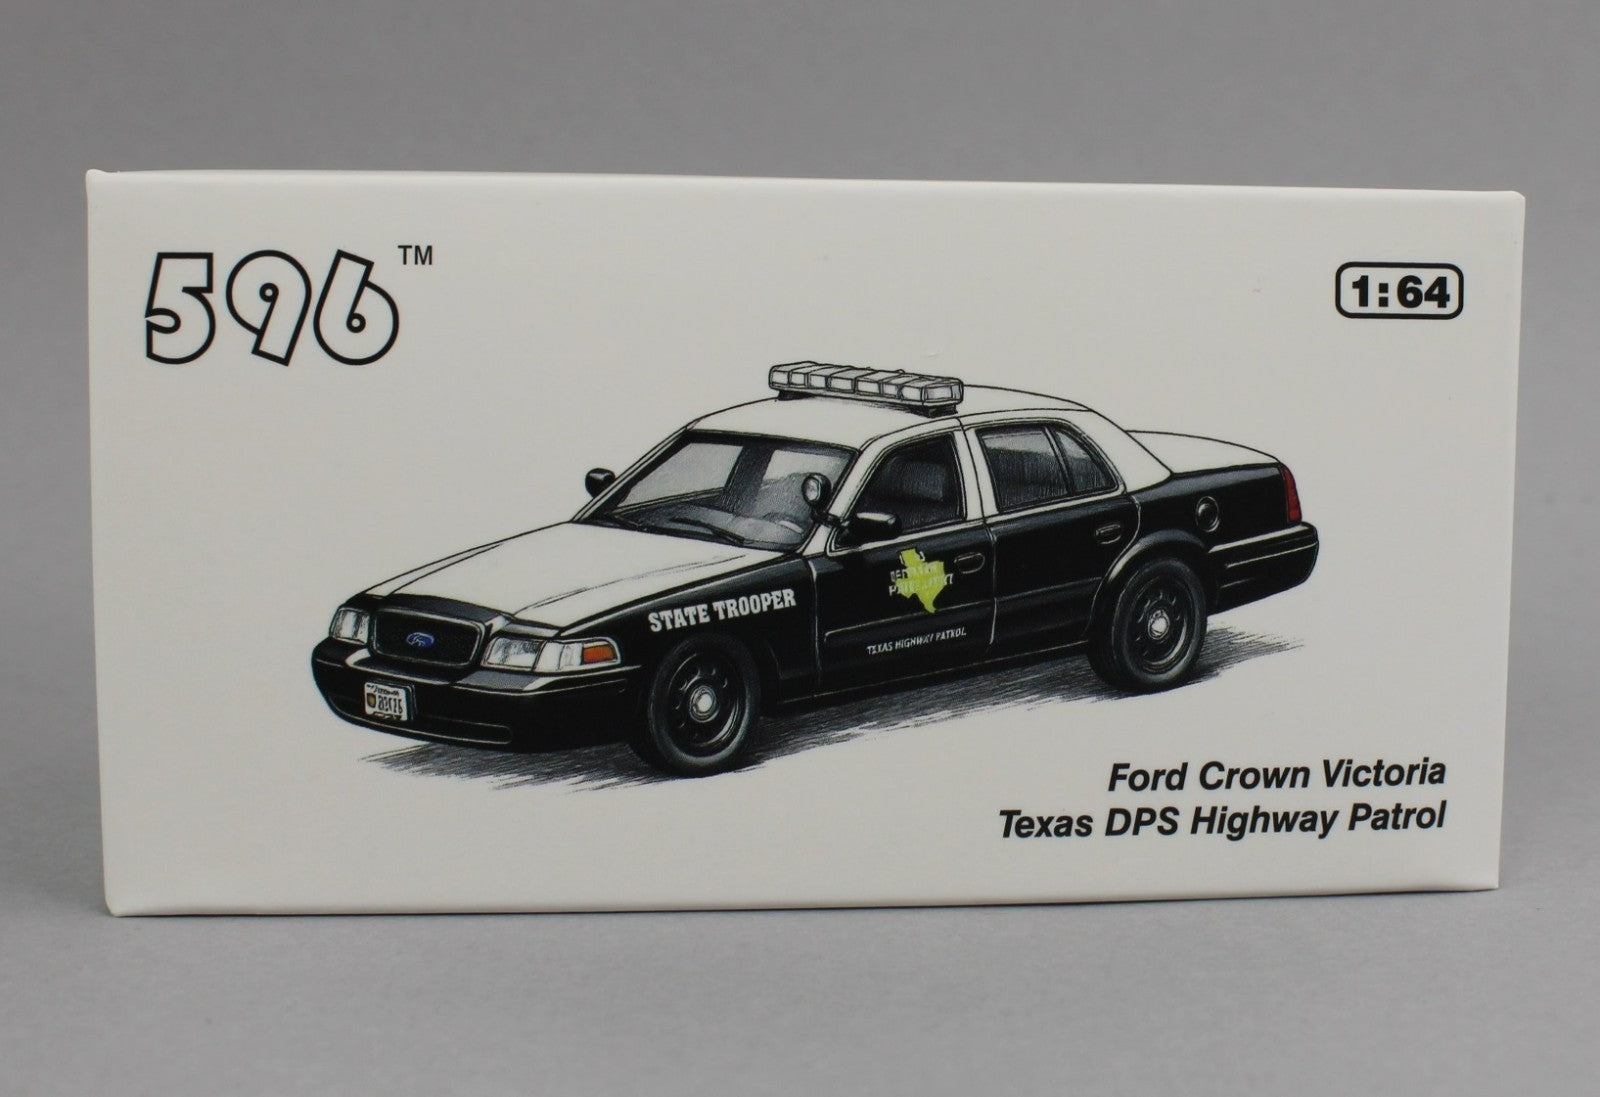 596™
1:64
STATE TROOPER
TEXAS HIGHWAY PATROL
Ford Crown Victoria
Texas DPS Highway Patrol